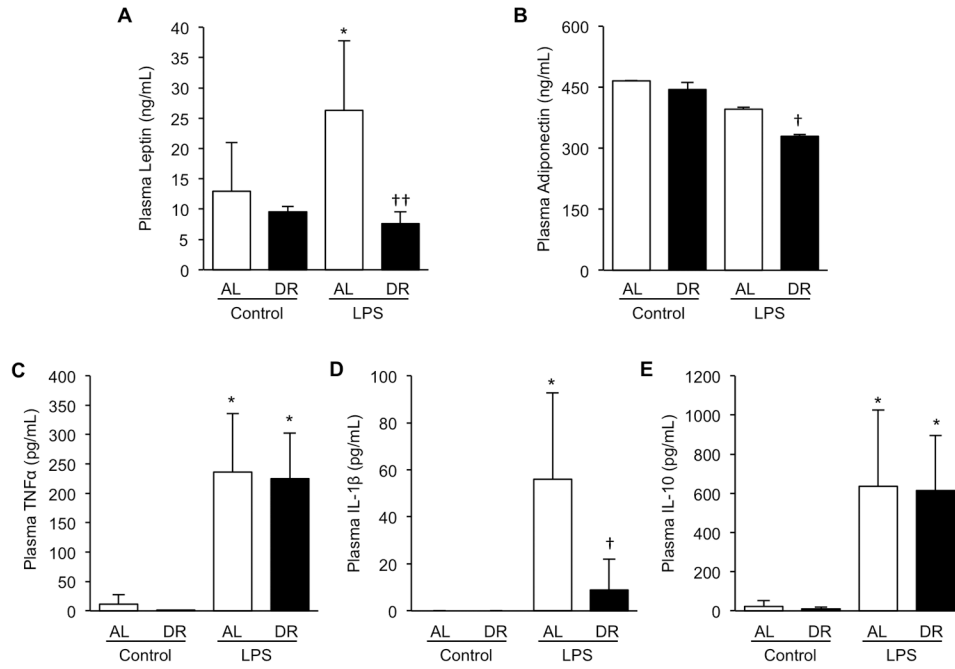 A
Plasma Leptin (ng/mL)
40
35
30
25
20
15
10
5
0
*
††
AL DR AL DR
Control LPS
B
Plasma Adiponectin (ng/mL)
600
450
300
150
0
†
AL DR AL DR
Control LPS
C
Plasma TNFα (pg/mL)
400
350
300
250
200
150
100
50
0
* *
AL DR AL DR
Control LPS
D
Plasma IL-1β (pg/mL)
100
80
60
40
20
0
*
†
AL DR AL DR
Control LPS
E
Plasma IL-10 (pg/mL)
1200
1000
800
600
400
200
0
* *
AL DR AL DR
Control LPS